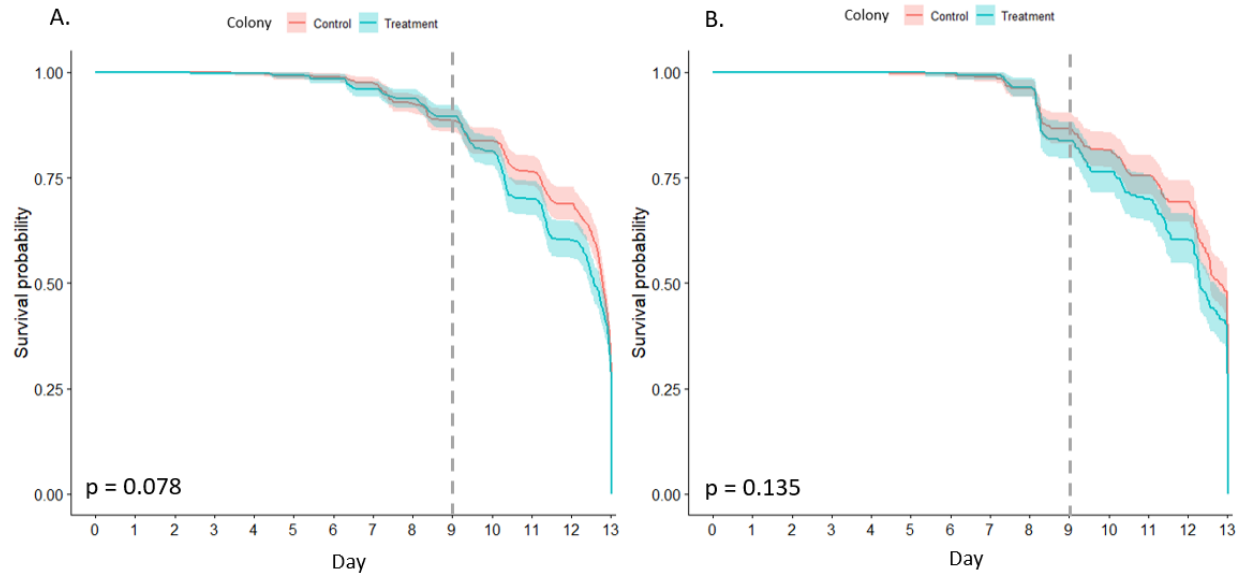 A.
Colony Control Treatment
Survival probability
1.00
0.75
0.50
0.25
0.00
p = 0.078
0 1 2 3 4 5 6 7 8 9 10 11 12 13
Day
B.
Colony Control Treatment
Survival probability
1.00
0.75
0.50
0.25
0.00
p = 0.135
0 1 2 3 4 5 6 7 8 9 10 11 12 13
Day